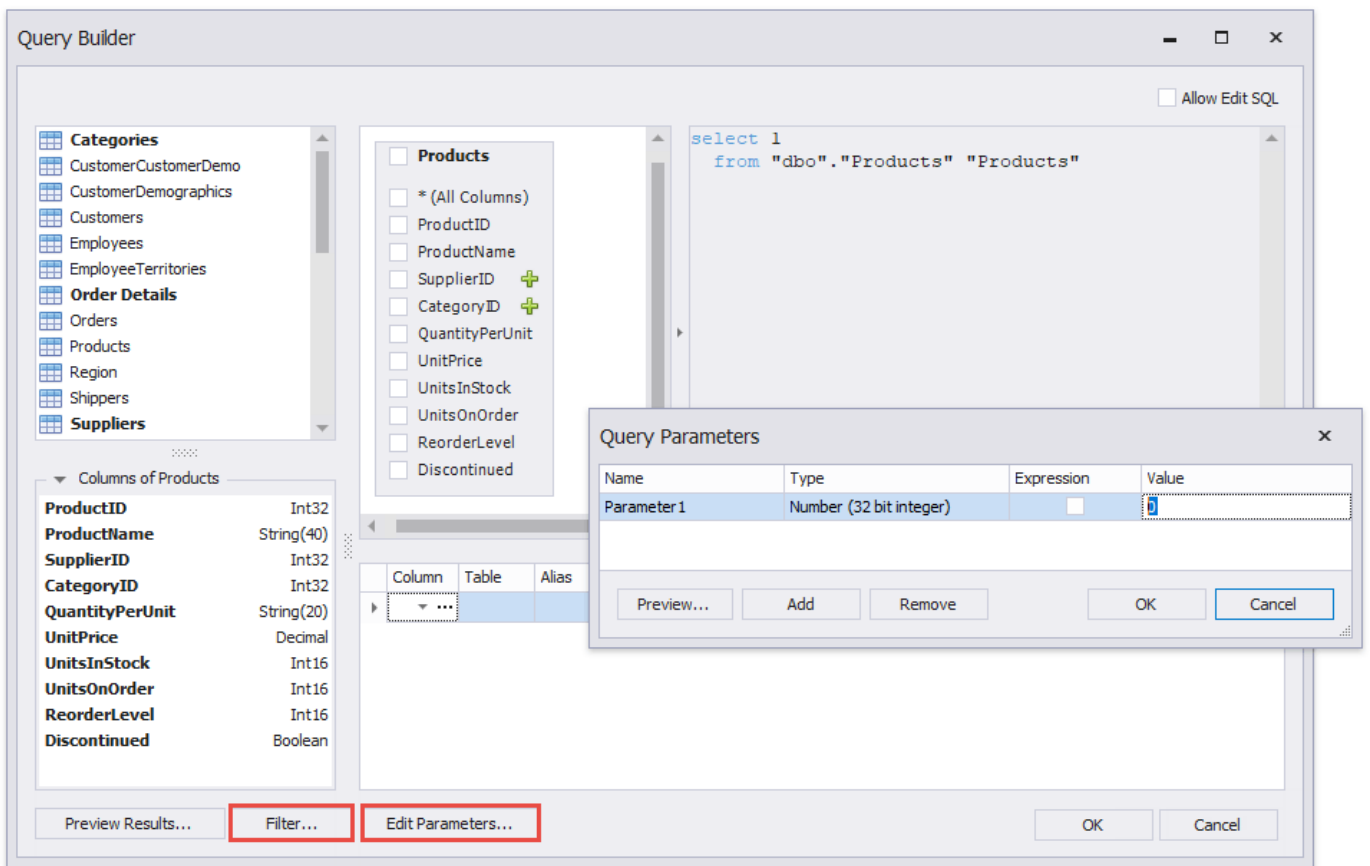 Query Builder
Allow Edit SQL
Categories
CustomerCustomerDemo
CustomerDemographics
Customers
Employees
EmployeeTerritories
Order Details
Orders
Products
Region
Shippers
Suppliers
Products
* (All Columns)
ProductID
ProductName
SupplierID
CategoryID
QuantityPerUnit
UnitPrice
UnitsInStock
UnitsOnOrder
ReorderLevel
Discontinued
select 1
from "dbo"."Products" "Products"
Columns of Products
ProductID Int32
ProductName String(40)
SupplierID Int32
CategoryID Int32
QuantityPerUnit String(20)
UnitPrice Decimal
UnitsInStock Int16
UnitsOnOrder Int16
ReorderLevel Int16
Discontinued Boolean
Column Table Alias
Query Parameters
Name Type Expression Value
Parameter1 Number (32 bit integer) 0
Preview... Add Remove OK Cancel
Preview Results... Filter... Edit Parameters... OK Cancel